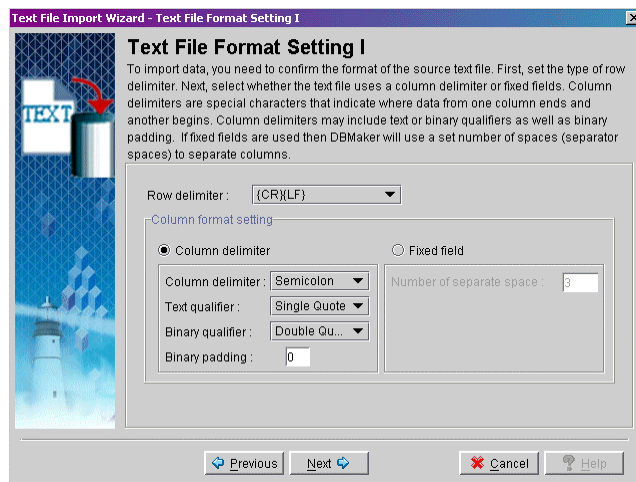 Text File Import Wizard - Text File Format Setting I
Text File Format Setting I
To import data, you need to confirm the format of the source text file. First, set the type of row
delimiter. Next, select whether the text file uses a column delimiter or fixed fields. Column
delimiters are special characters that indicate where data from one column ends and
another begins. Column delimiters may include text or binary qualifiers as well as binary
padding. If fixed fields are used then DBMaker will use a set number of spaces (separator
spaces) to separate columns.
TEXT
Row delimiter : {CR}{LF}
Column format setting
Column delimiter
Fixed field
Column delimiter : Semicolon
Number of separate space : 3
Text qualifier : Single Quote
Binary qualifier : Double Qu...
Binary padding : 0
Previous Next Cancel Help